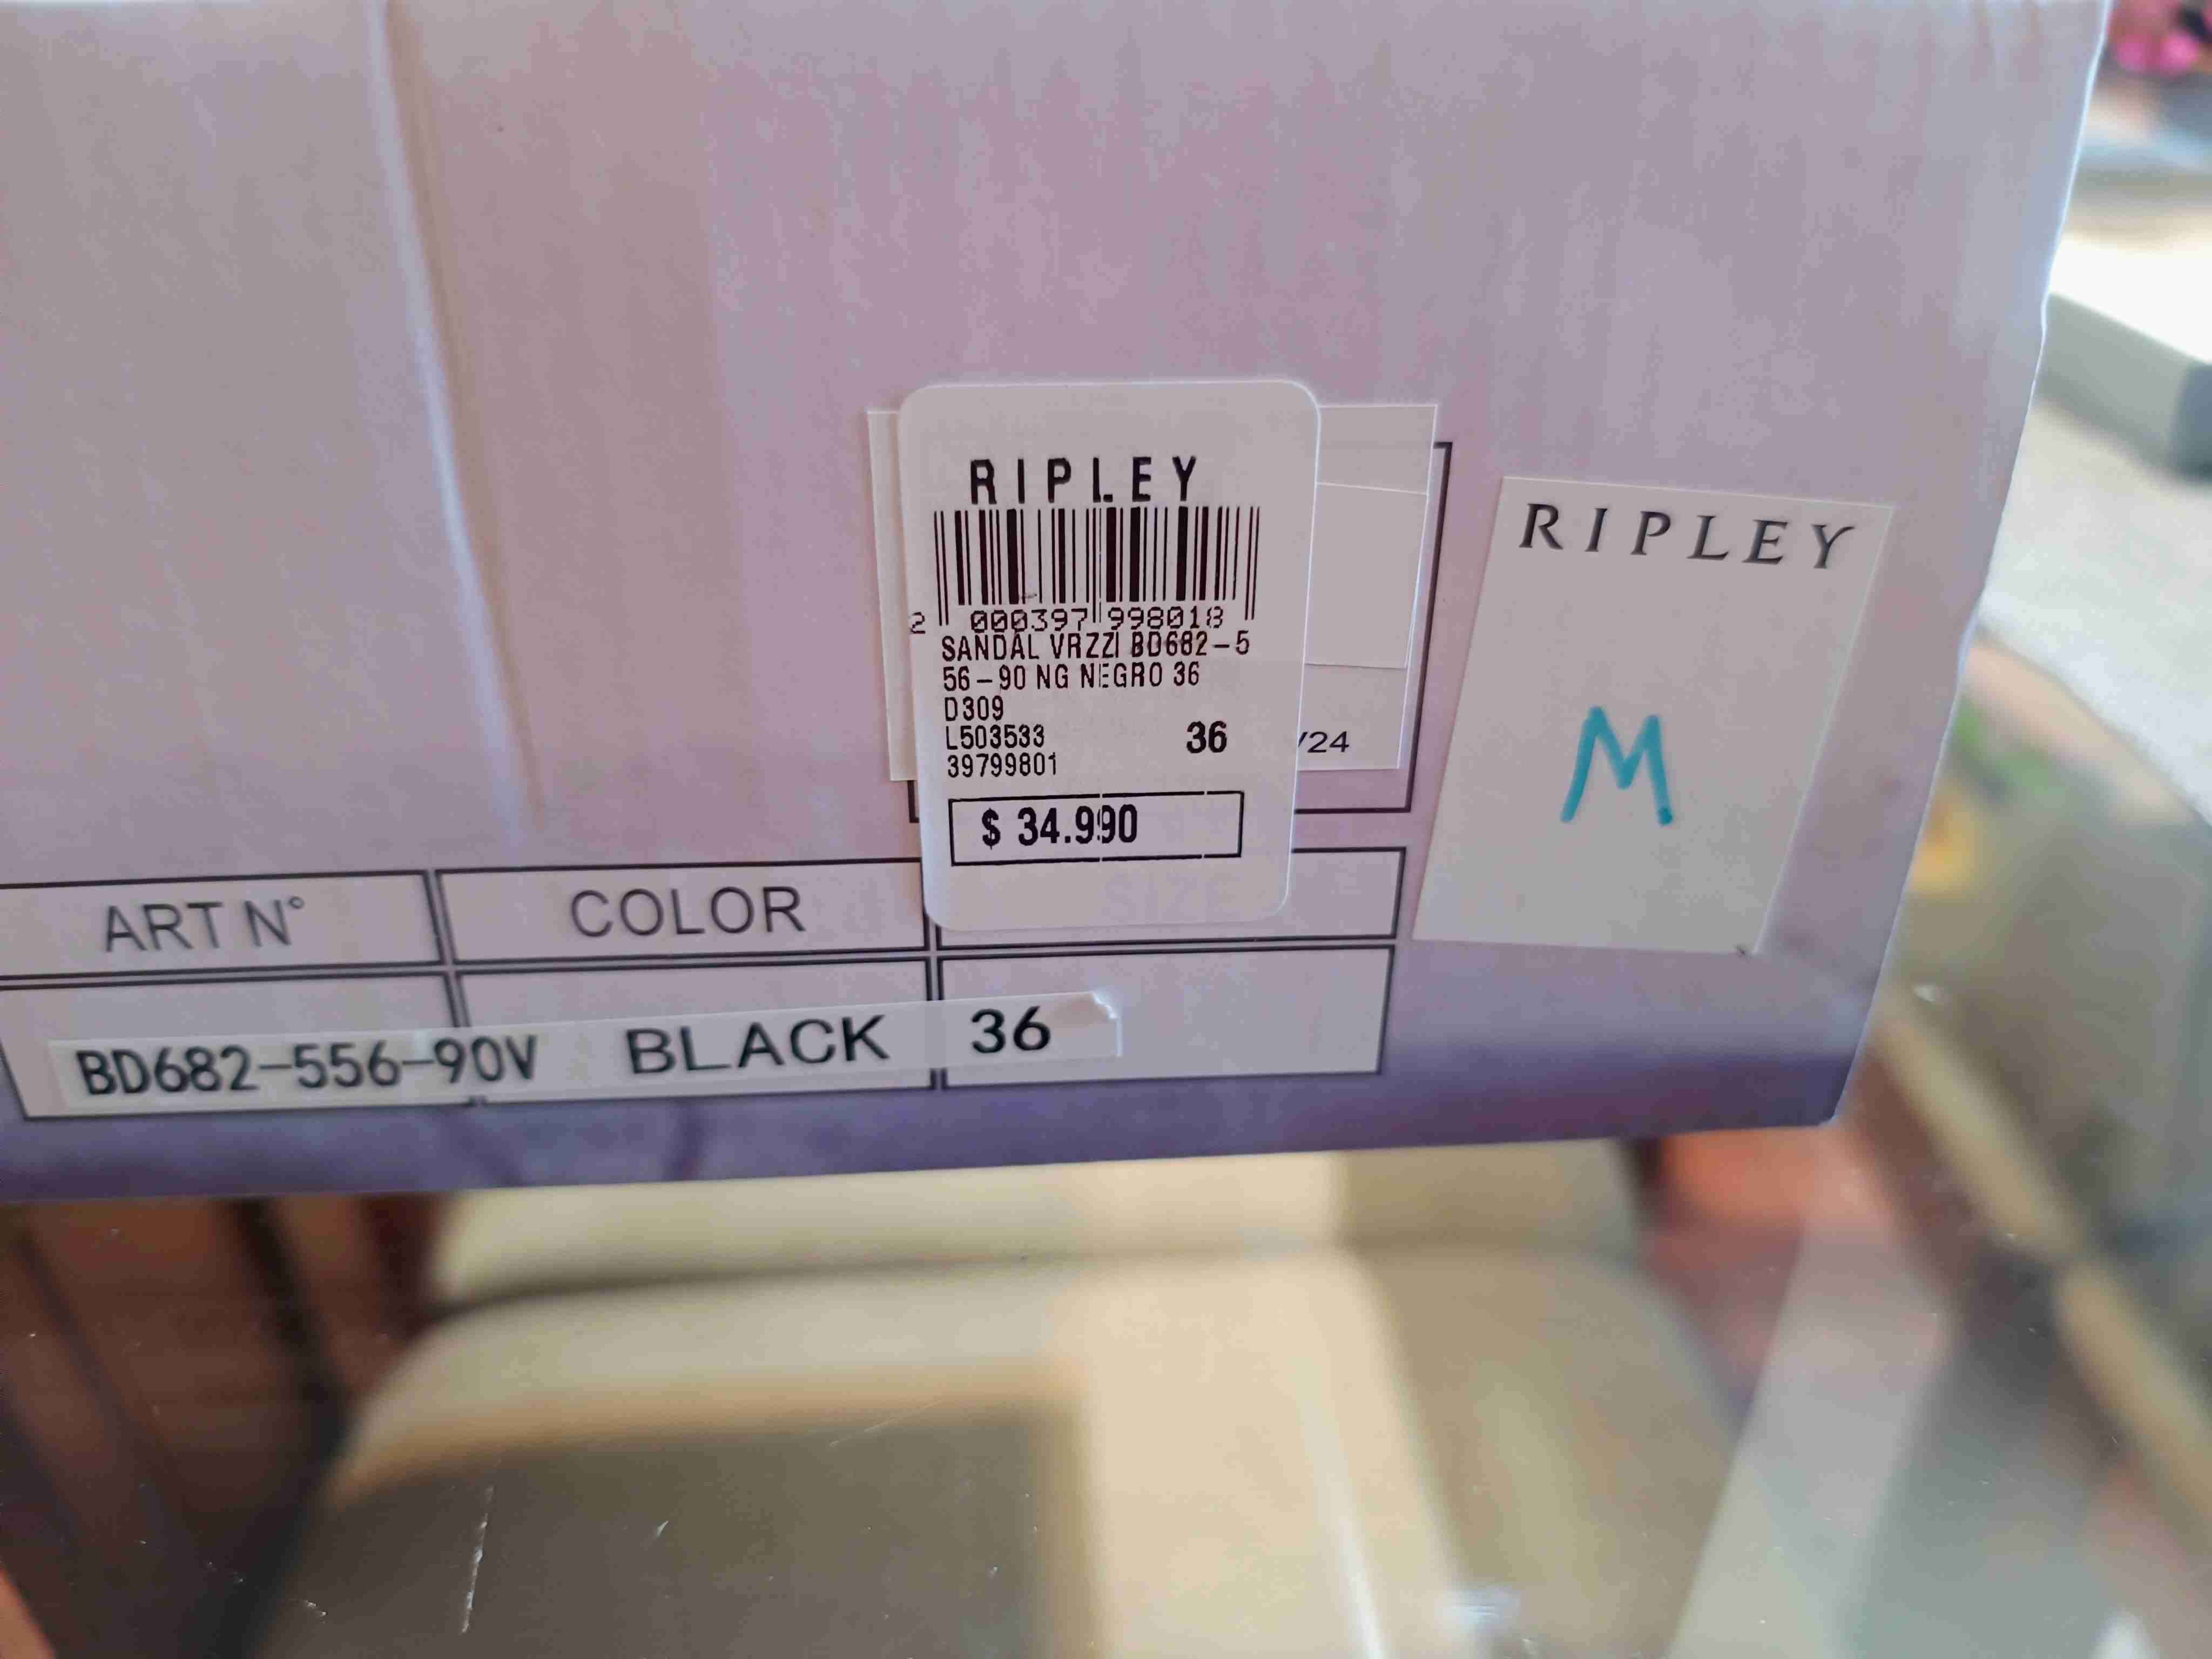 RIPLEY
2 000397 998018
SANDAL VRZZI BD682-5
56-90 NG NEGRO 36
D309
L503533 36
39799801
$ 34.990
/24
RIPLEY
M
ART N° COLOR SIZE
BD682-556-90V BLACK 36